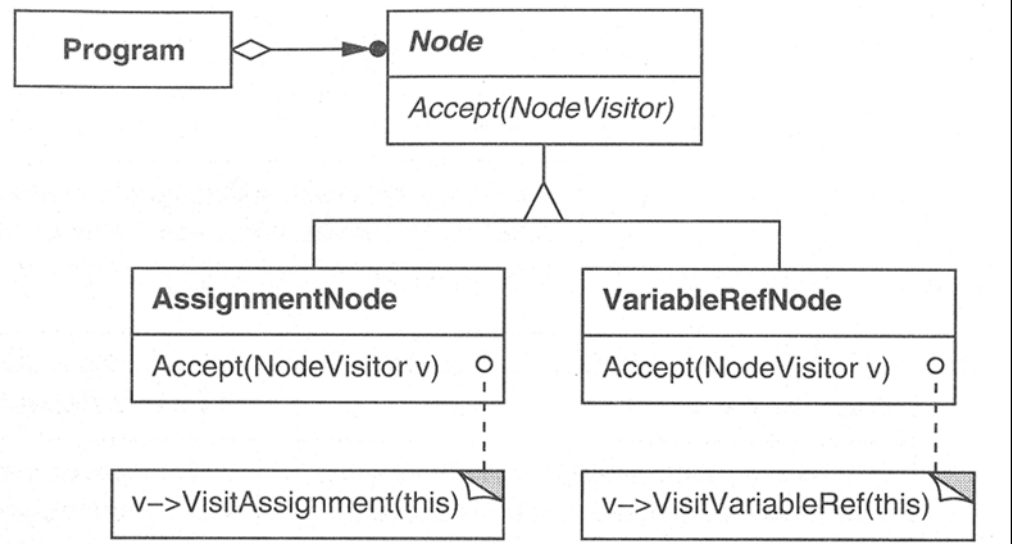 Program
Node
Accept(NodeVisitor)
AssignmentNode
Accept(NodeVisitor v)
VariableRefNode
Accept(NodeVisitor v)
v–>VisitAssignment(this)
v–>VisitVariableRef(this)